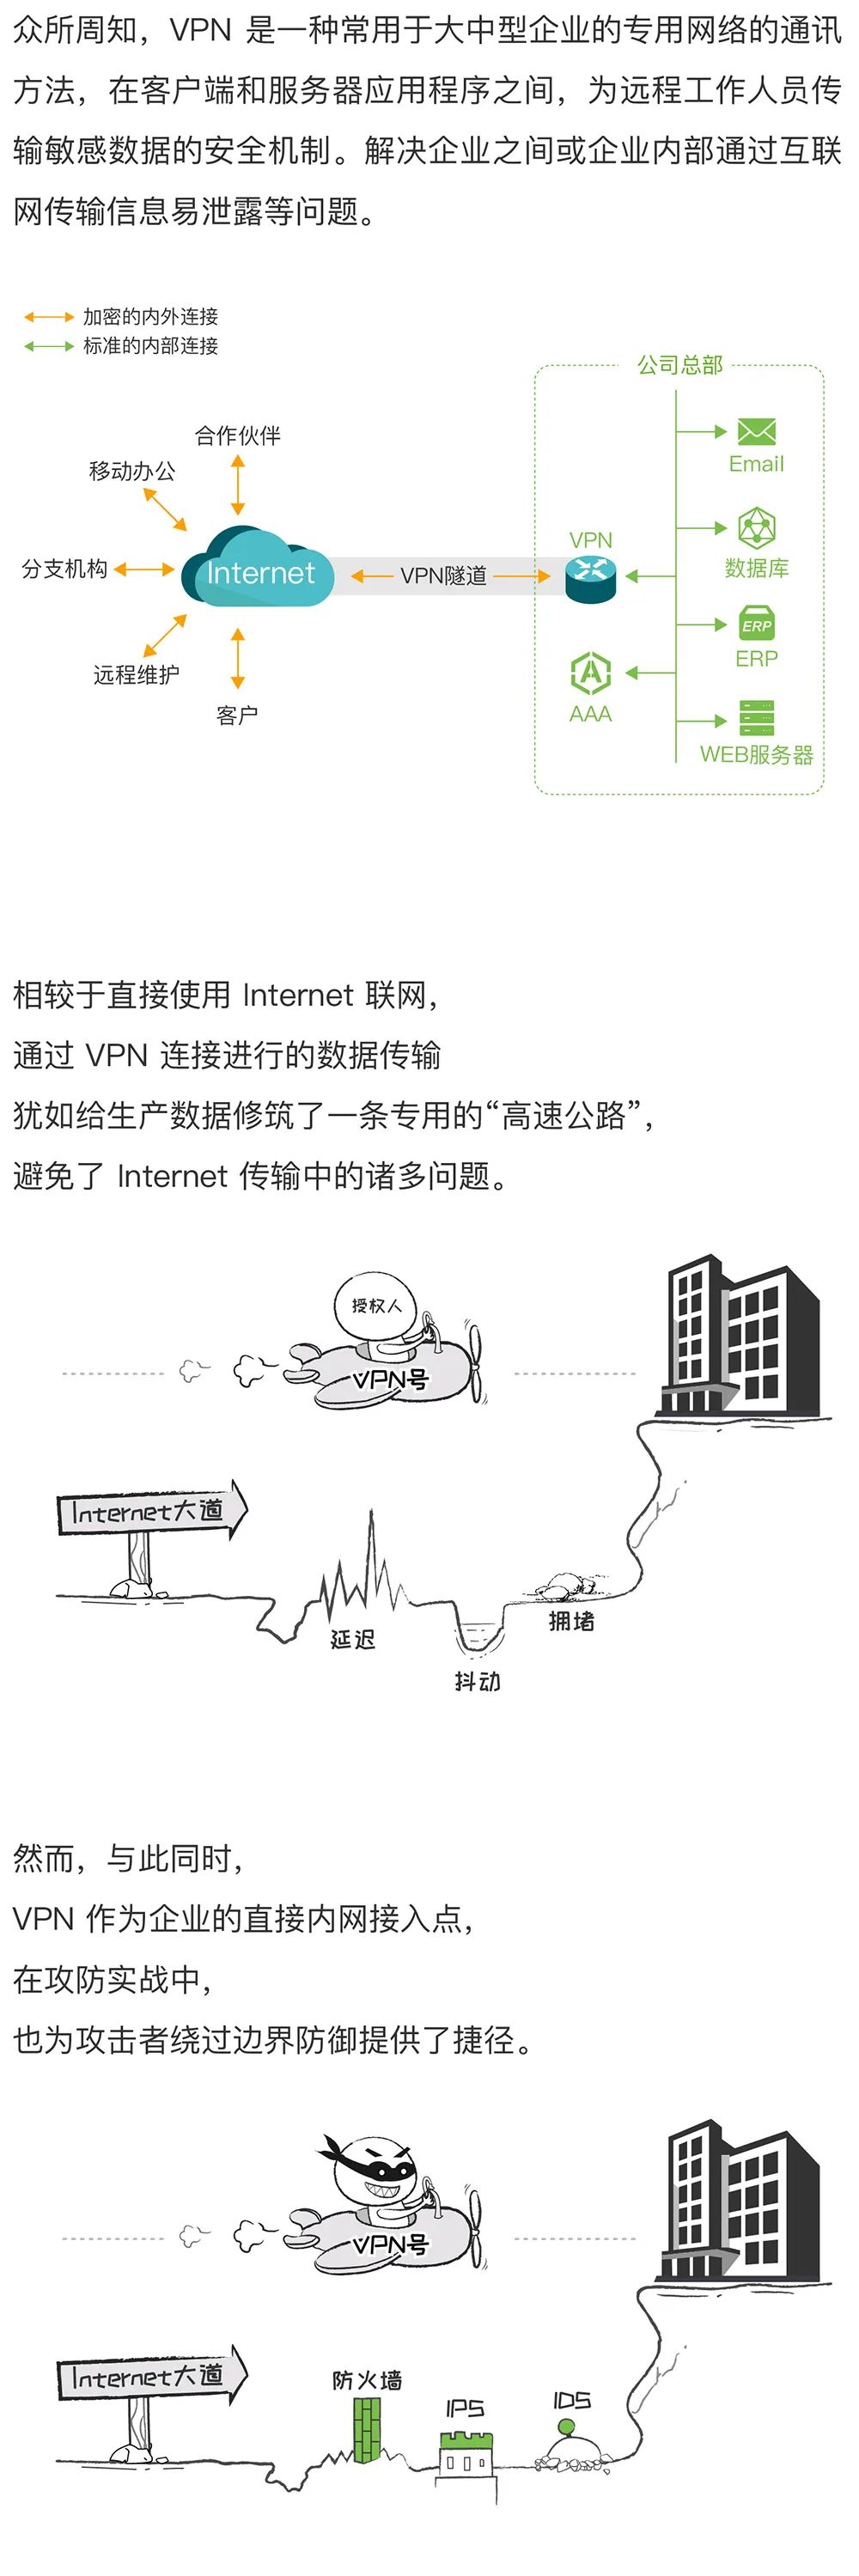 众所周知，VPN 是一种常用于大中型企业的专用网络的通讯
方法，在客户端和服务器应用程序之间，为远程工作人员传
输敏感数据的安全机制。解决企业之间或企业内部通过互联
网传输信息易泄露等问题。
加密的内外连接
标准的内部连接
公司总部
合作伙伴
移动办公
Email
分支机构
Internet
VPN隧道
VPN
数据库
ERP
ERP
远程维护
客户
AAA
WEB服务器
相较于直接使用 Internet 联网，
通过 VPN 连接进行的数据传输
犹如给生产数据修筑了一条专用的“高速公路”，
避免了 Internet 传输中的诸多问题。
授权人
VPN号
Internet大道
延迟
抖动
拥堵
然而，与此同时，
VPN 作为企业的直接内网接入点，
在攻防实战中，
也为攻击者绕过边界防御提供了捷径。
VPN号
Internet大道
防火墙
IPS
IDS